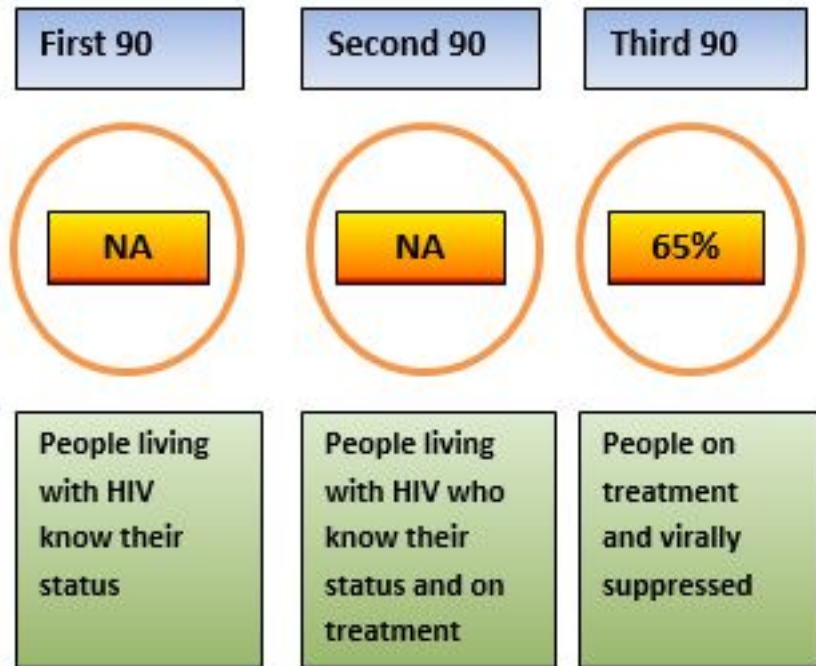 First 90
Second 90
Third 90
NA
NA
65%
People living
with HIV
know their
status
People living
with HIV who
know their
status and on
treatment
People on
treatment
and virally
suppressed